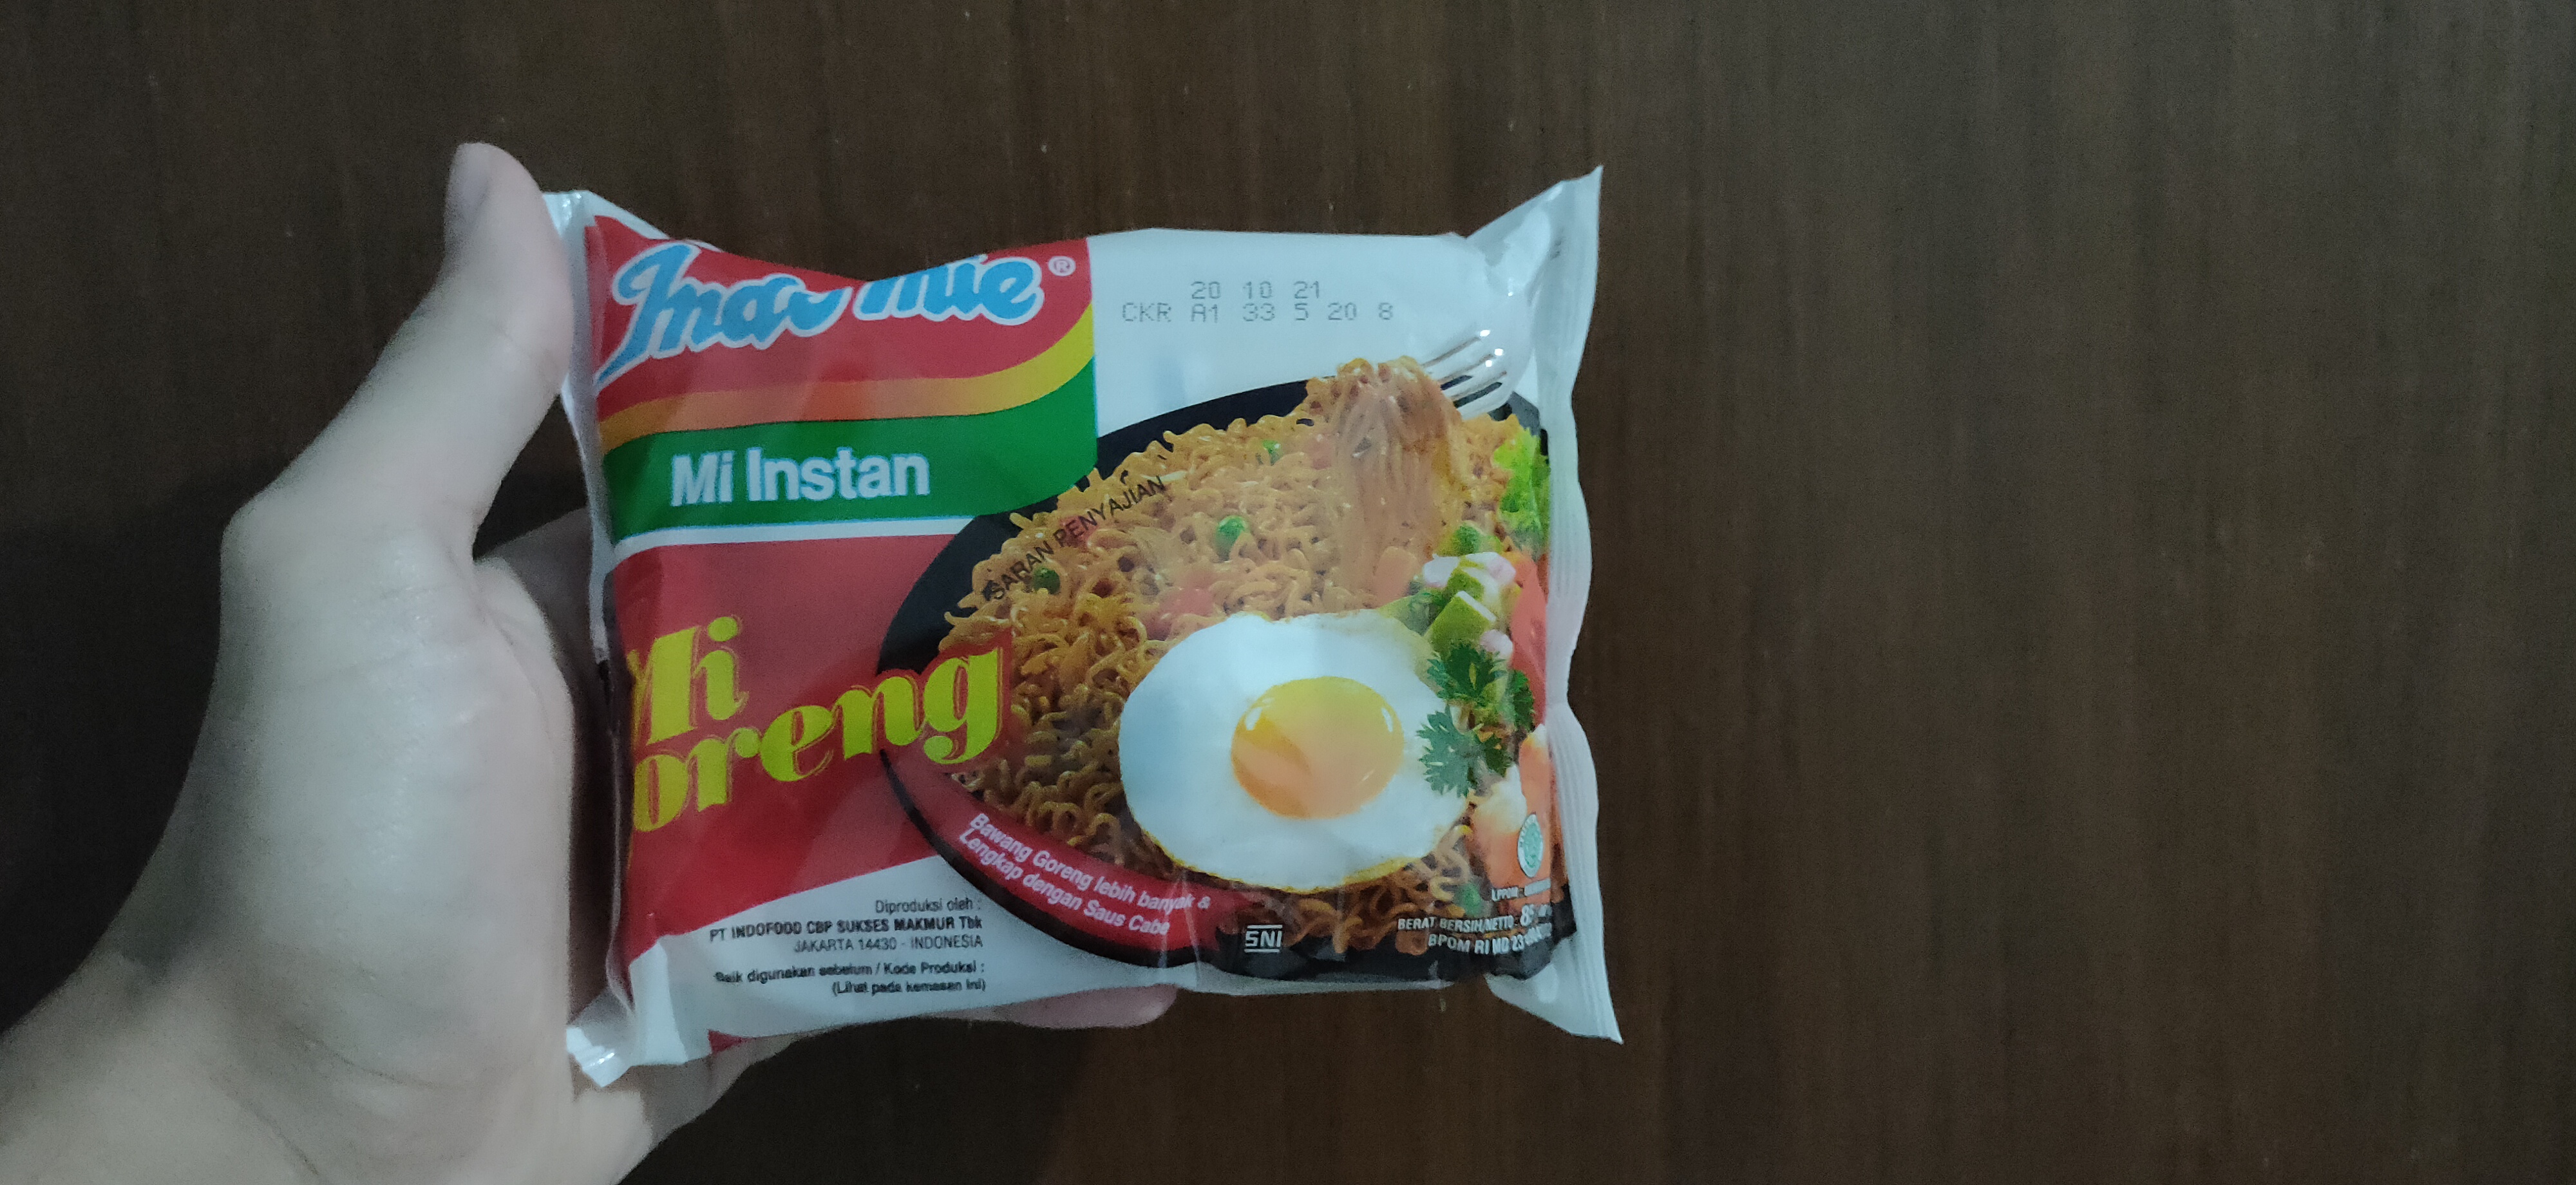 Indomie®
20 10 21
CKR A1 33 5 20 8
Mi Instan
SARAN PENYAJIAN
Mi
oreng
Bawang Goreng lebih banyak &
Lengkap dengan Saus Cabe
Diproduksi oleh :
PT INDOFOOD CBP SUKSES MAKMUR Tbk
JAKARTA 14430 - INDONESIA
Baik digunakan sebelum / Kode Produksi :
(Lihat pada kemasan ini)
SNI
LPPOM
BERAT BERSIH/NETTO :
BPOM RI MD